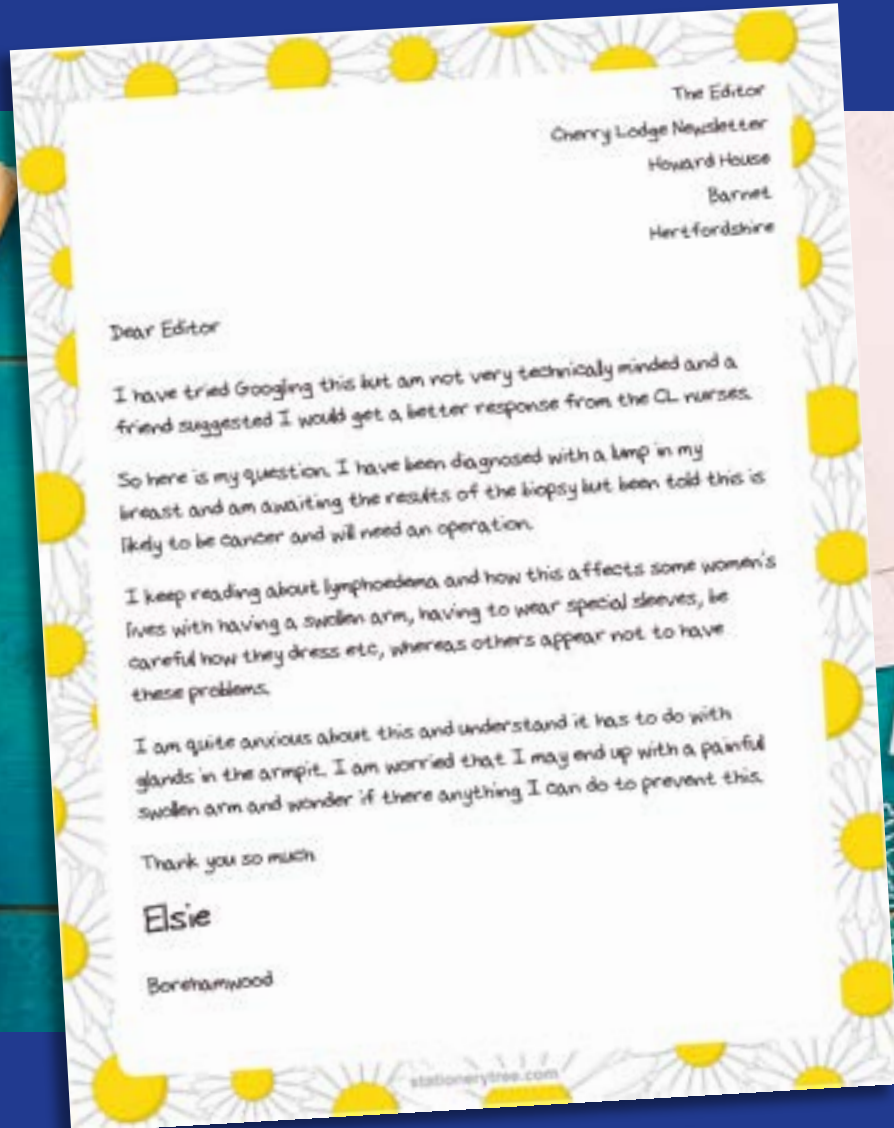 The Editor
Cherry Lodge Newsletter
Howard House
Barnet
Hertfordshire
Dear Editor
I have tried Googling this but am not very technicaly minded and a
friend suggested I would get a better response from the CL nurses.
So here is my question. I have been diagnosed with a lump in my
breast and am awaiting the results of the biopsy but been told this is
likely to be cancer and will need an operation.
I keep reading about lymphoedema and how this affects some women's
lives with having a swollen arm, having to wear special sleeves, be
careful how they dress etc, whereas others appear not to have
these problems.
I am quite anxious about this and understand it has to do with
glands in the armpit. I am worried that I may end up with a painful
swollen arm and wonder if there anything I can do to prevent this.
Thank you so much
Elsie
Borehamwood
stationerytree.com